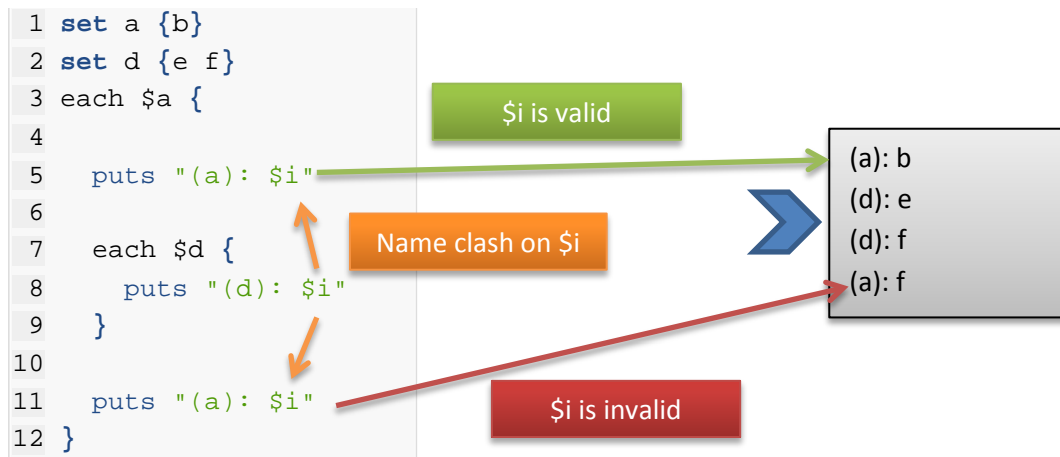 1 set a {b}
2 set d {e f}
3 each $a {
4
5   puts "(a): $i"
6
7   each $d {
8     puts "(d): $i"
9   }
10
11   puts "(a): $i"
12 }
$i is valid
Name clash on $i
$i is invalid
(a): b
(d): e
(d): f
(a): f